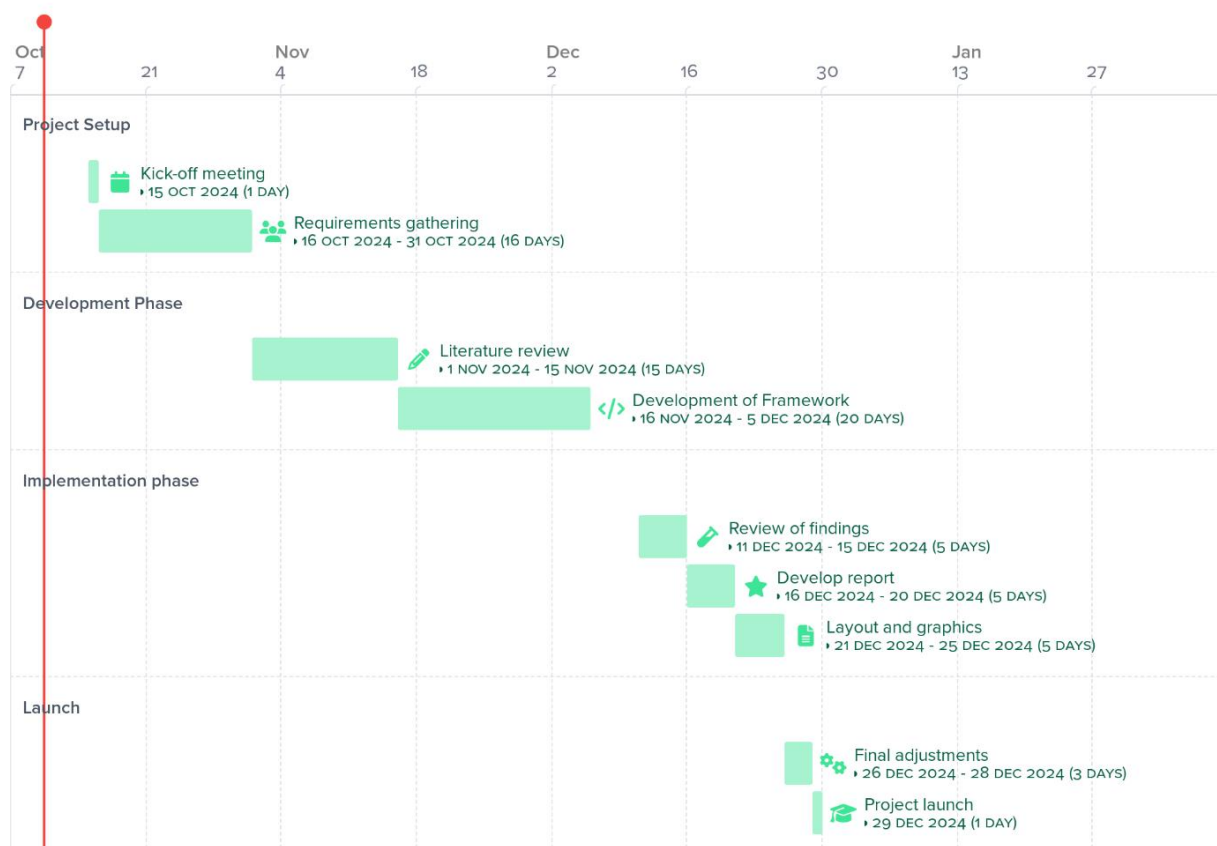 Oct Nov Dec Jan
7 21 4 18 2 16 30 13 27
Project Setup
Kick-off meeting
15 OCT 2024 (1 DAY)
Requirements gathering
16 OCT 2024 - 31 OCT 2024 (16 DAYS)
Development Phase
Literature review
1 NOV 2024 - 15 NOV 2024 (15 DAYS)
Development of Framework
16 NOV 2024 - 5 DEC 2024 (20 DAYS)
Implementation phase
Review of findings
11 DEC 2024 - 15 DEC 2024 (5 DAYS)
Develop report
16 DEC 2024 - 20 DEC 2024 (5 DAYS)
Layout and graphics
21 DEC 2024 - 25 DEC 2024 (5 DAYS)
Launch
Final adjustments
26 DEC 2024 - 28 DEC 2024 (3 DAYS)
Project launch
29 DEC 2024 (1 DAY)